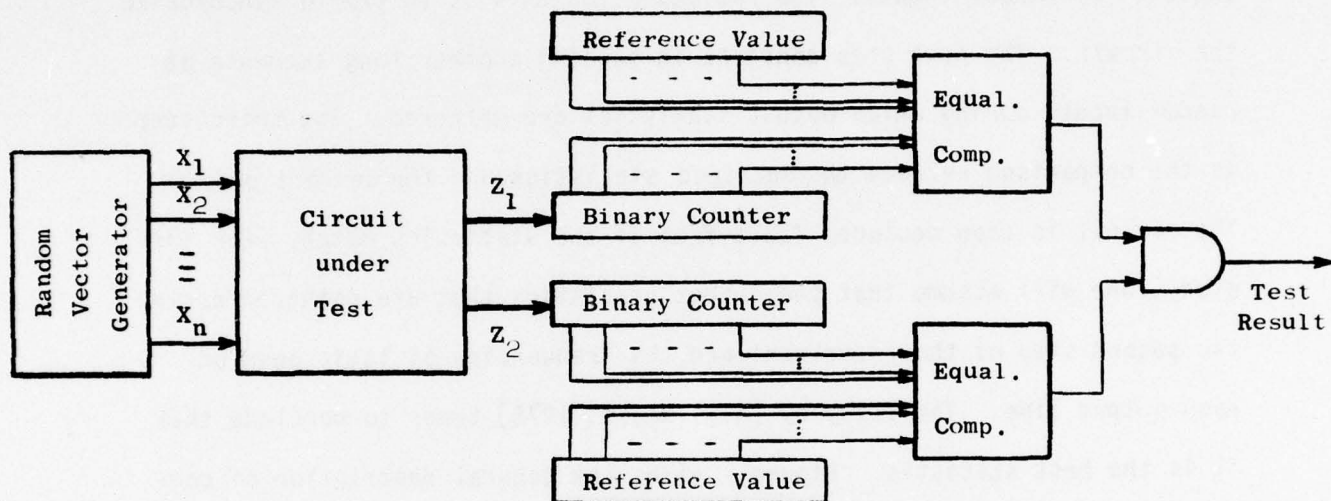 Reference Value
Equal.
Comp.
Random
Vector
Generator
X1
X2
Xn
Circuit
under
Test
Z1
Binary Counter
Z2
Binary Counter
Test
Result
Equal.
Comp.
Reference Value